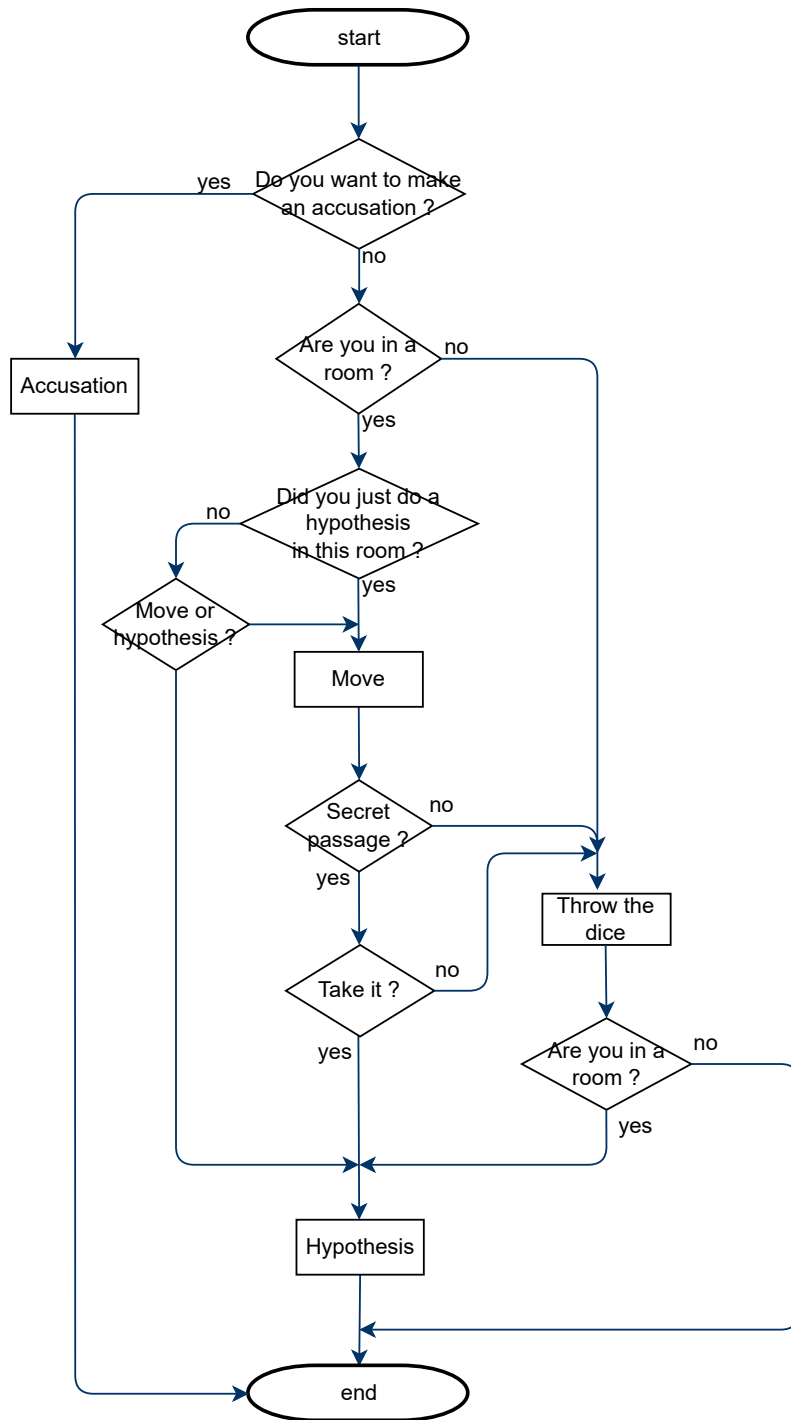 start
yes
Do you want to make
an accusation ?
no
Are you in a
room ?
no
Accusation
yes
no
Did you just do a
hypothesis
in this room ?
yes
Move or
hypothesis ?
Move
Secret
passage ?
no
yes
Throw the
dice
Take it ?
no
yes
Are you in a
room ?
no
yes
Hypothesis
end